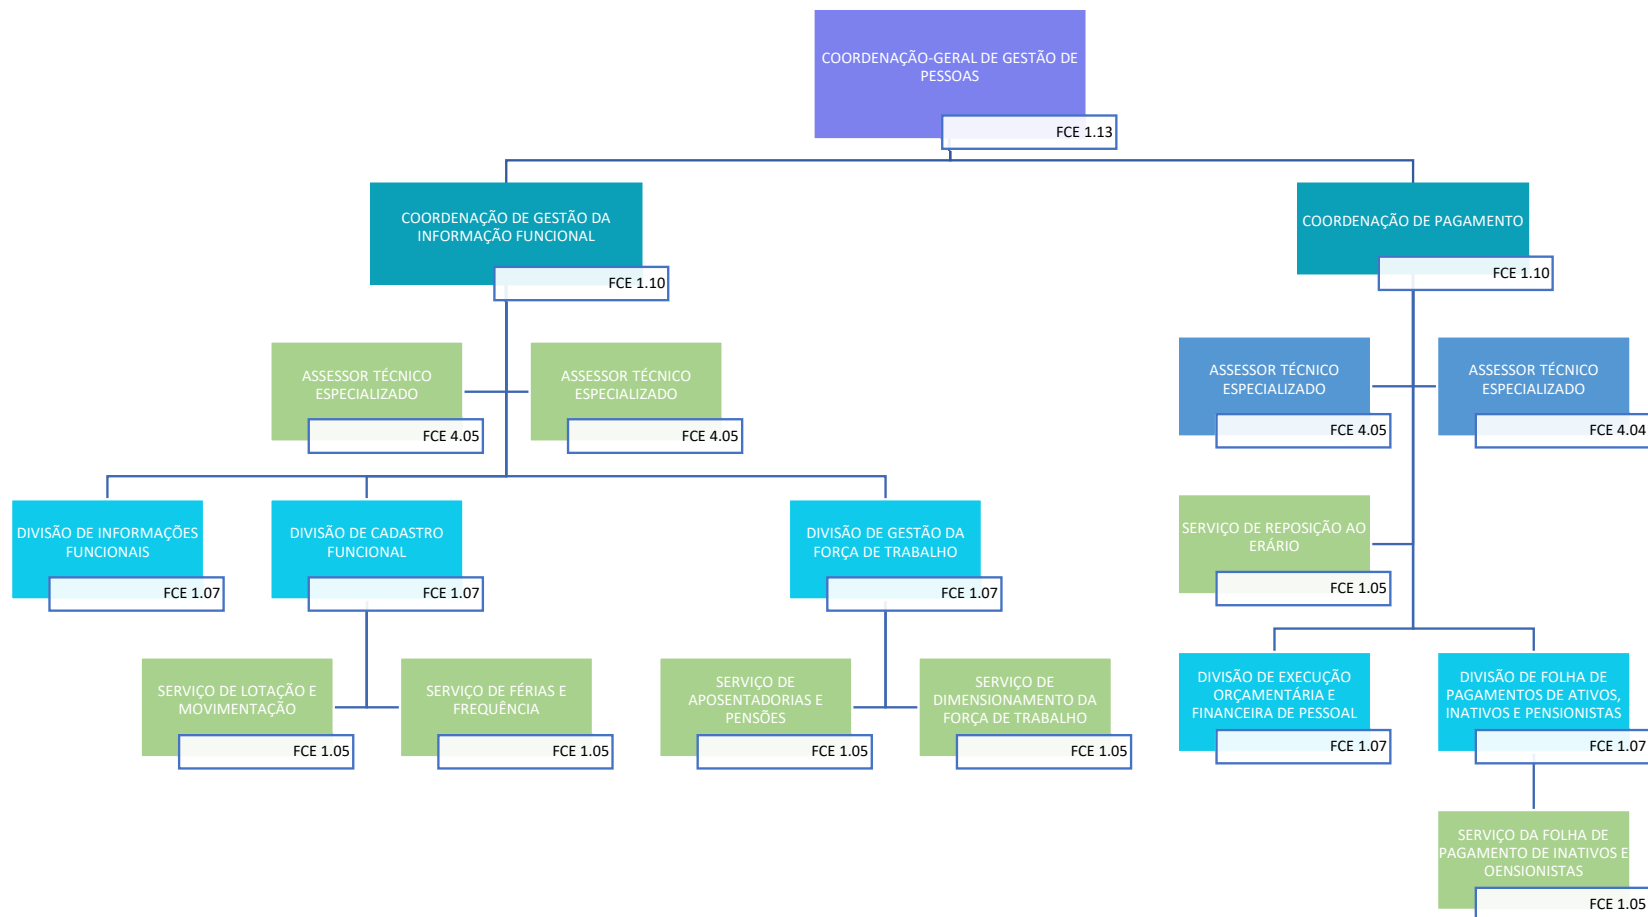 COORDENAÇÃO-GERAL DE GESTÃO DE
PESSOAS
FCE 1.13
COORDENAÇÃO DE GESTÃO DA
INFORMAÇÃO FUNCIONAL
FCE 1.10
COORDENAÇÃO DE PAGAMENTO
FCE 1.10
ASSESSOR TÉCNICO
ESPECIALIZADO
FCE 4.05
ASSESSOR TÉCNICO
ESPECIALIZADO
FCE 4.05
ASSESSOR TÉCNICO
ESPECIALIZADO
FCE 4.05
ASSESSOR TÉCNICO
ESPECIALIZADO
FCE 4.04
DIVISÃO DE INFORMAÇÕES
FUNCIONAIS
FCE 1.07
DIVISÃO DE CADASTRO
FUNCIONAL
FCE 1.07
DIVISÃO DE GESTÃO DA
FORÇA DE TRABALHO
FCE 1.07
SERVIÇO DE REPOSIÇÃO AO
ERÁRIO
FCE 1.05
SERVIÇO DE LOTAÇÃO E
MOVIMENTAÇÃO
FCE 1.05
SERVIÇO DE FÉRIAS E
FREQUÊNCIA
FCE 1.05
SERVIÇO DE
APOSENTADORIAS E
PENSÕES
FCE 1.05
SERVIÇO DE
DIMENSIONAMENTO DA
FORÇA DE TRABALHO
FCE 1.05
DIVISÃO DE EXECUÇÃO
ORÇAMENTÁRIA E
FINANCEIRA DE PESSOAL
FCE 1.07
DIVISÃO DE FOLHA DE
PAGAMENTOS DE ATIVOS,
INATIVOS E PENSIONISTAS
FCE 1.07
SERVIÇO DA FOLHA DE
PAGAMENTO DE INATIVOS E
OENSIONISTAS
FCE 1.05